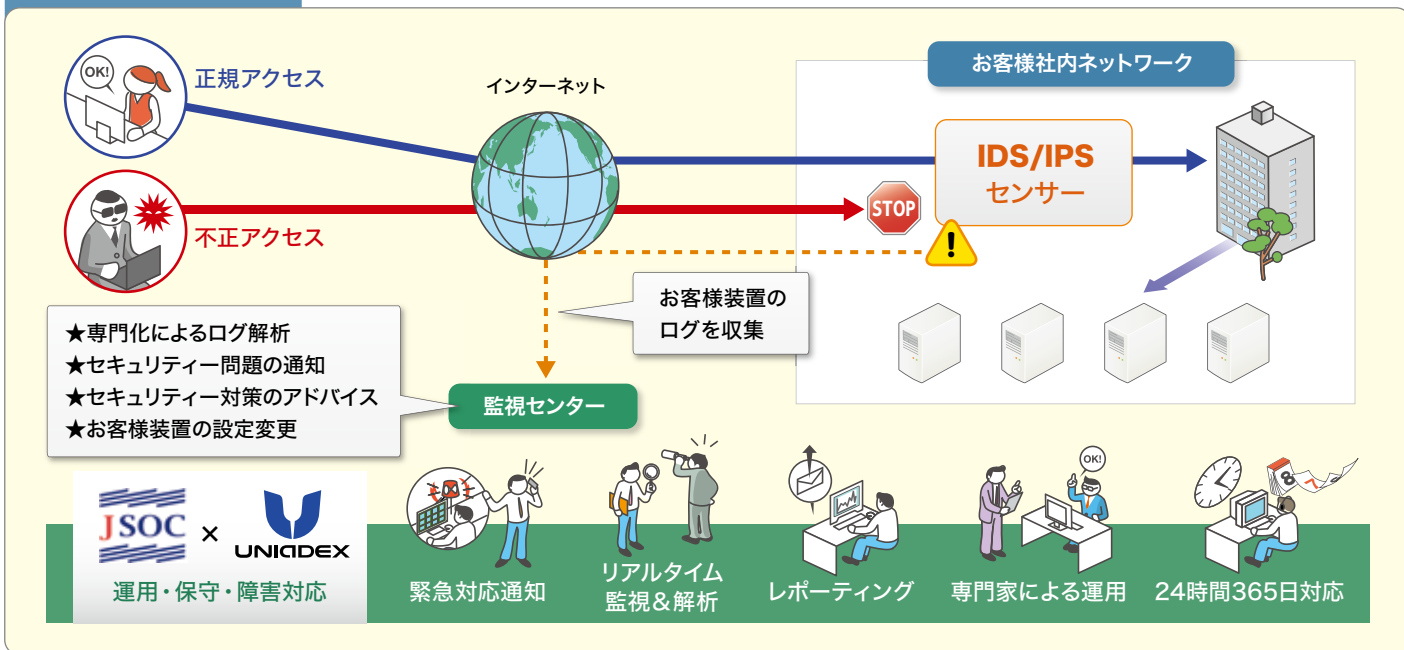 OK!
正規アクセス
インターネット
お客様社内ネットワーク
IDS/IPS
センサー
STOP
!
不正アクセス
お客様装置の
ログを収集
★専門化によるログ解析
★セキュリティー問題の通知
★セキュリティー対策のアドバイス
★お客様装置の設定変更
監視センター
JSOC × UNIADEX
運用・保守・障害対応
緊急対応通知
リアルタイム
監視&解析
レポーティング
OK!
専門家による運用
8
7
24時間365日対応